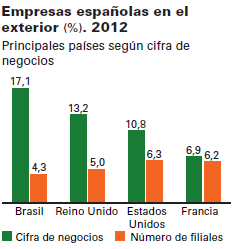 Empresas españolas en el
exterior (%). 2012
Principales países según cifra de
negocios
17,1
13,2
10,8
6,9
4,3
5,0
6,3
6,2
Brasil Reino Unido Estados Unidos Francia
Cifra de negocios Número de filiales